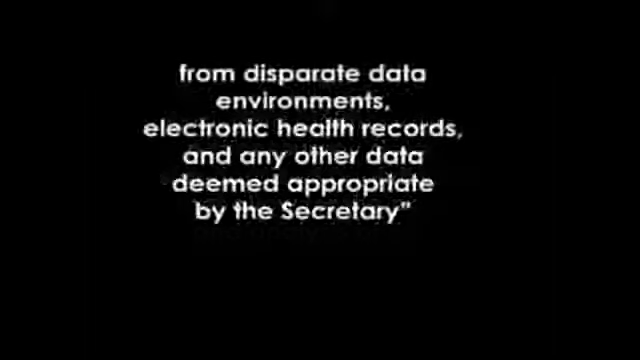 from disparate data
environments,
electronic health records,
and any other data
deemed appropriate
by the Secretary"